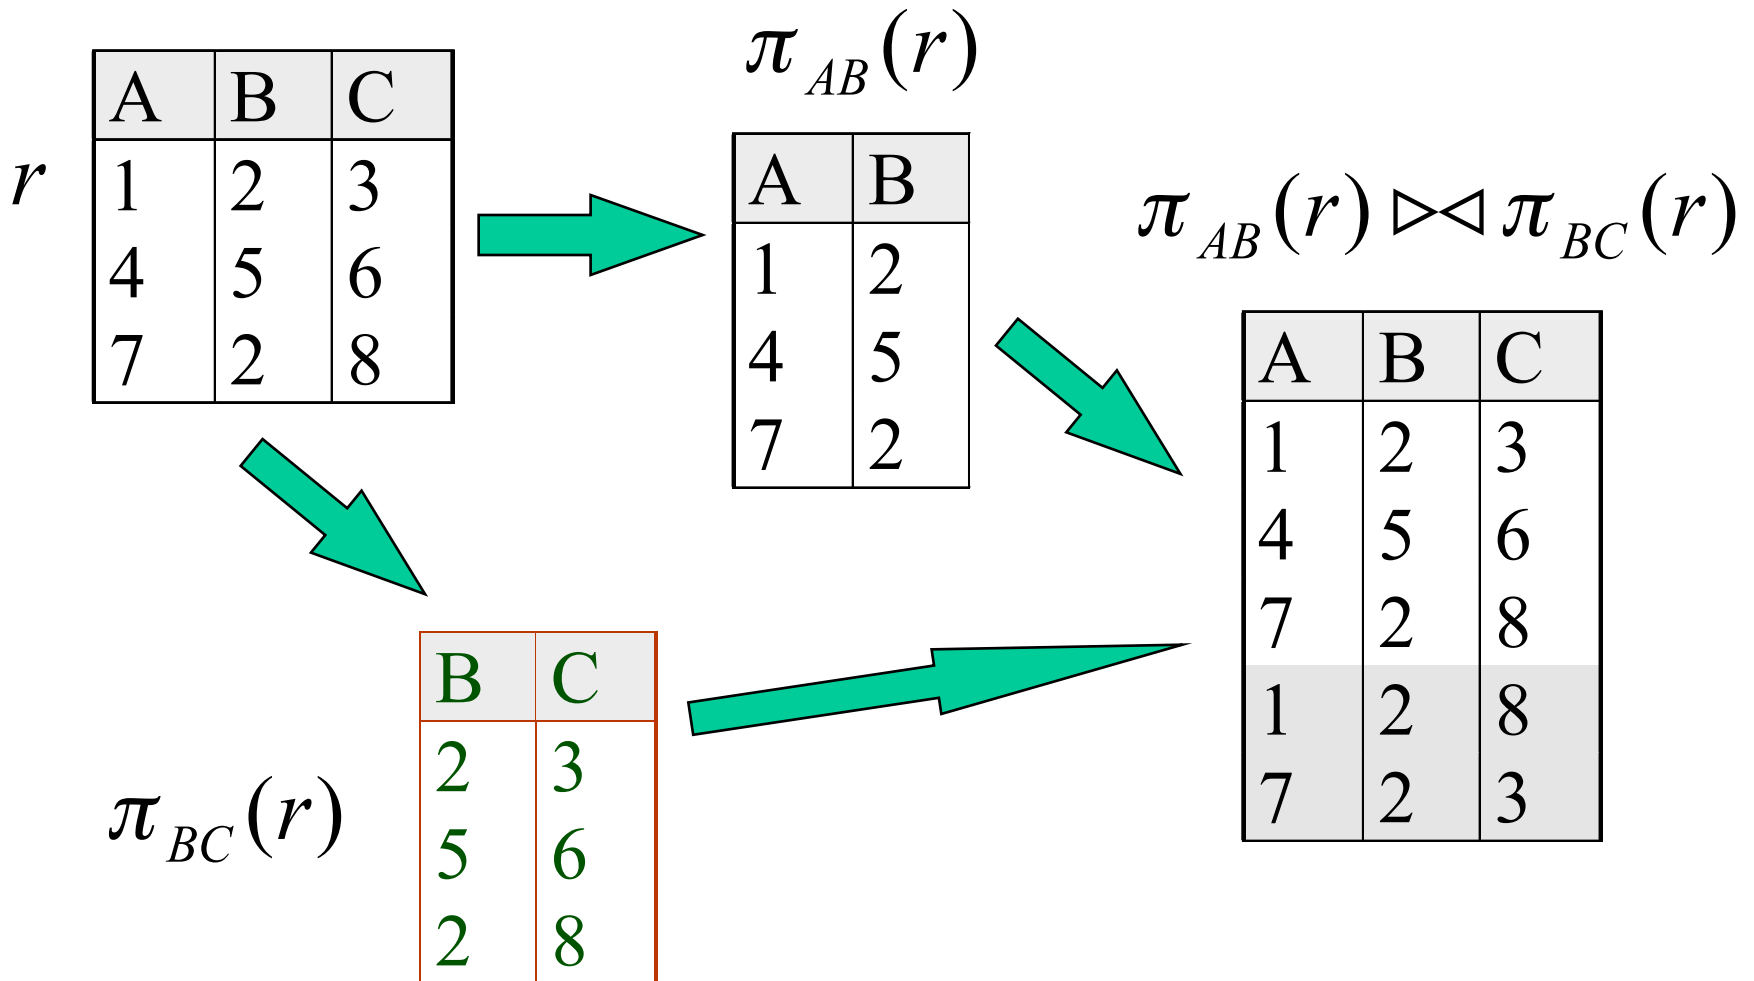 r
A B C
1 2 3
4 5 6
7 2 8
π_AB(r)
A B
1 2
4 5
7 2
π_AB(r) ⋈ π_BC(r)
A B C
1 2 3
4 5 6
7 2 8
1 2 8
7 2 3
π_BC(r)
B C
2 3
5 6
2 8